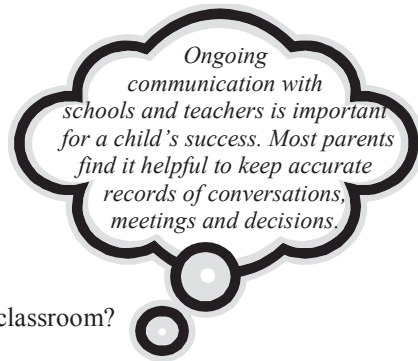 Ongoing
communication with
schools and teachers is important
for a child’s success. Most parents
find it helpful to keep accurate
records of conversations,
meetings and decisions.
classroom?